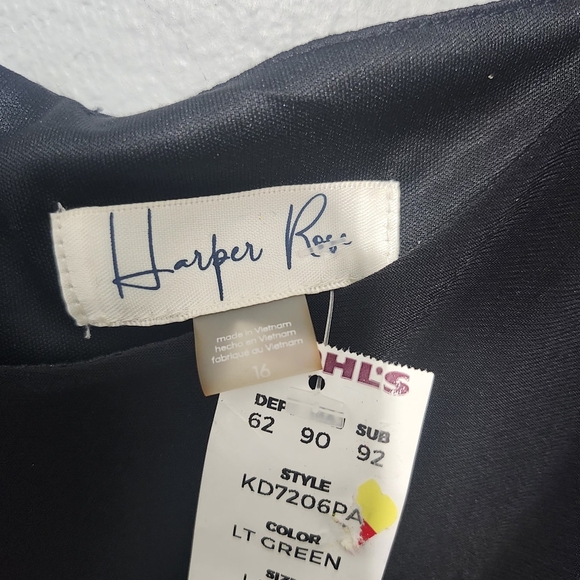 Harper Rose
made in Vietnam
hecho en Vietnam
fabriqué au Vietnam
16
HL'S
SUB
62 90 92
STYLE
KD7206PA
COLOR
LT GREEN